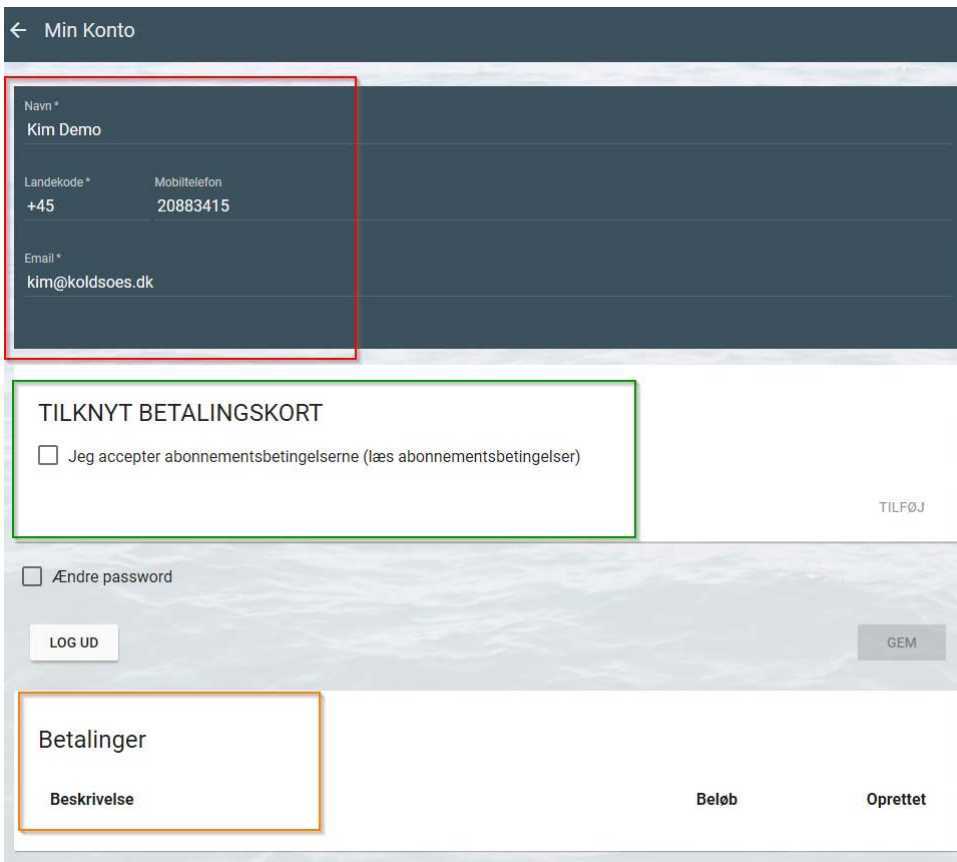 ← Min Konto
Navn *
Kim Demo
Landekode * Mobiltelefon
+45 20883415
Email *
kim@koldsoes.dk
TILKNYT BETALINGSKORT
Jeg accepter abonnementsbetingelserne (læs abonnementsbetingelser)
TILFØJ
Ændre password
LOG UD GEM
Betalinger
Beskrivelse Beløb Oprettet